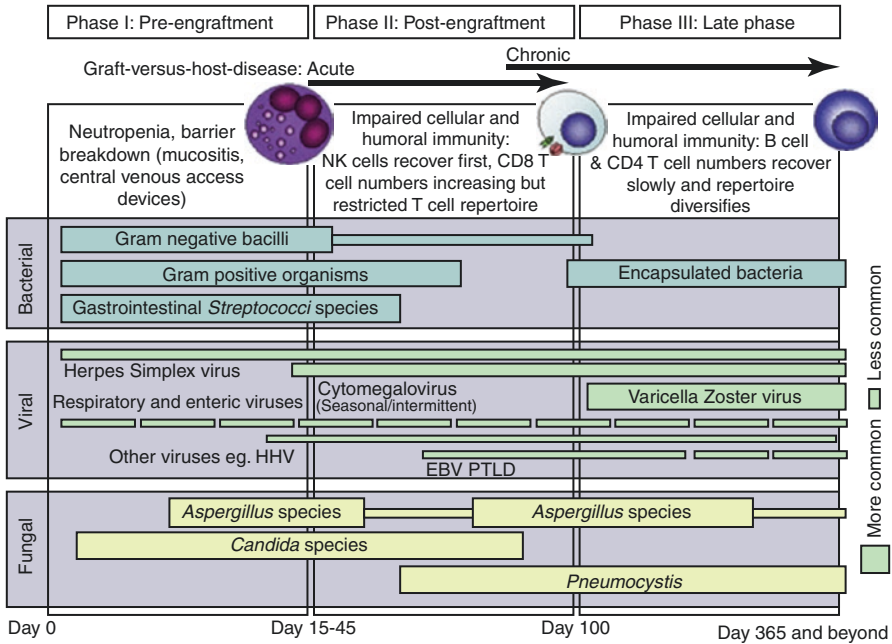 Phase I: Pre-engraftment
Phase II: Post-engraftment
Phase III: Late phase
Chronic
Graft-versus-host-disease: Acute
Neutropenia, barrier
breakdown (mucositis,
central venous access
devices)
Impaired cellular and
humoral immunity:
NK cells recover first, CD8 T
cell numbers increasing but
restricted T cell repertoire
Impaired cellular and
humoral immunity: B cell
& CD4 T cell numbers recover
slowly and repertoire
diversifies
Bacterial
Gram negative bacilli
Gram positive organisms
Encapsulated bacteria
Gastrointestinal Streptococci species
Viral
Herpes Simplex virus
Cytomegalovirus
(Seasonal/intermittent)
Varicella Zoster virus
Respiratory and enteric viruses
Other viruses eg. HHV
EBV PTLD
Fungal
Aspergillus species
Aspergillus species
Candida species
Pneumocystis
Less common
More common
Day 0
Day 15-45
Day 100
Day 365 and beyond